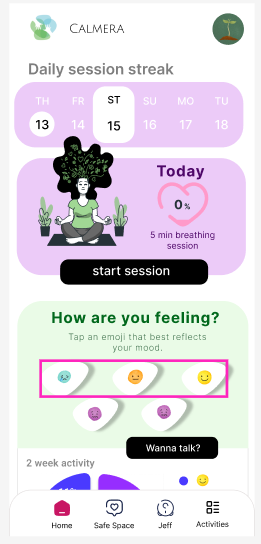 CALMERA
Daily session streak
TH FR ST SU MO TU
13 14 15 16 17 18
Today
0 %
5 min breathing
session
start session
How are you feeling?
Tap an emoji that best reflects
your mood.
Wanna talk?
2 week activity
Home Safe Space Jeff Activities